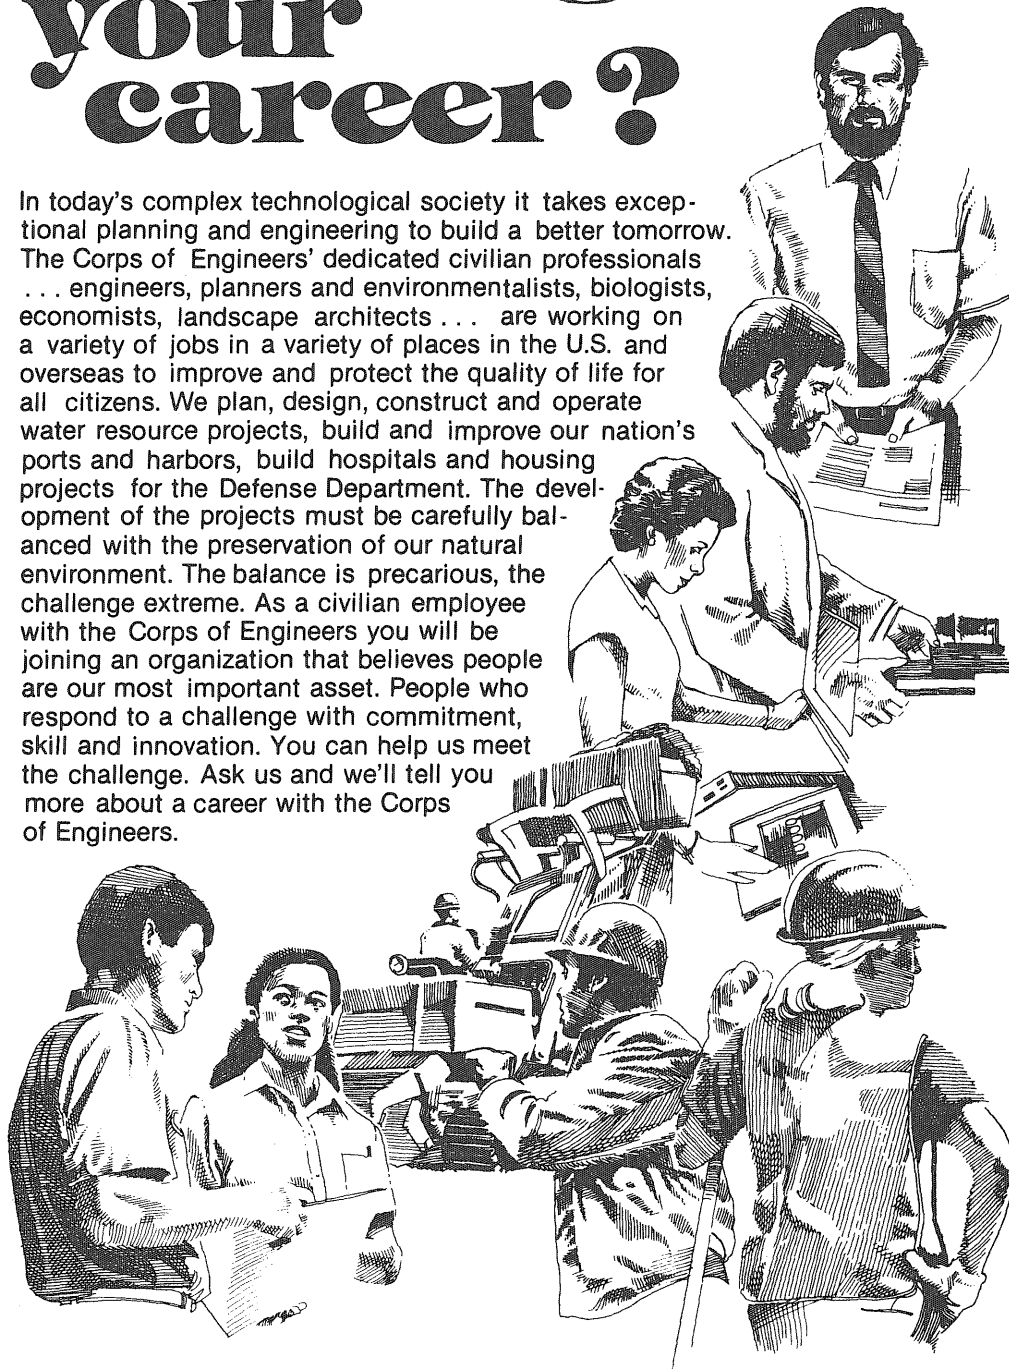 your
career?
In today's complex technological society it takes excep-
tional planning and engineering to build a better tomorrow.
The Corps of Engineers' dedicated civilian professionals
... engineers, planners and environmentalists, biologists,
economists, landscape architects ... are working on
a variety of jobs in a variety of places in the U.S. and
overseas to improve and protect the quality of life for
all citizens. We plan, design, construct and operate
water resource projects, build and improve our nation's
ports and harbors, build hospitals and housing
projects for the Defense Department. The devel-
opment of the projects must be carefully bal-
anced with the preservation of our natural
environment. The balance is precarious, the
challenge extreme. As a civilian employee
with the Corps of Engineers you will be
joining an organization that believes people
are our most important asset. People who
respond to a challenge with commitment,
skill and innovation. You can help us meet
the challenge. Ask us and we'll tell you
more about a career with the Corps
of Engineers.